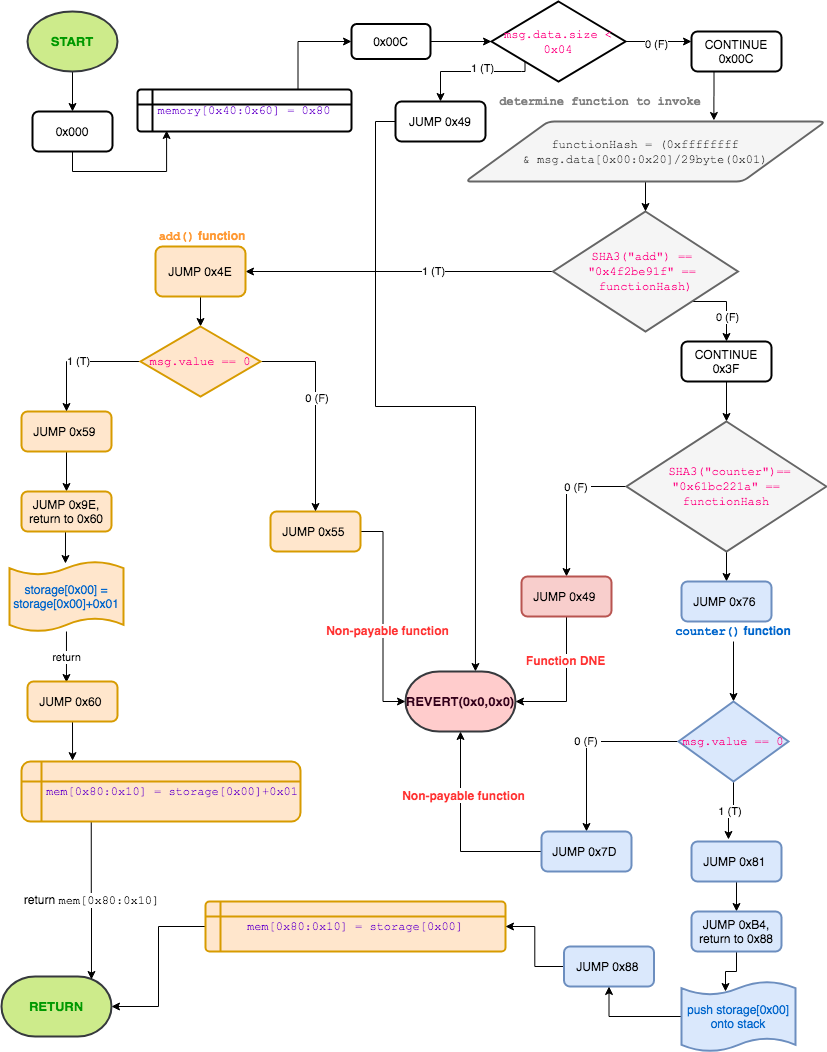 START
0x000
memory[0x40:0x60] = 0x80
0x00C
msg.data.size <
0x04
0 (F)
CONTINUE
0x00C
1 (T)
JUMP 0x49
determine function to invoke
functionHash = (0xffffffff
& msg.data[0x00:0x20]/29byte(0x01)
SHA3("add") ==
"0x4f2be91f" ==
functionHash)
1 (T)
add() function
JUMP 0x4E
0 (F)
CONTINUE
0x3F
msg.value == 0
1 (T)
0 (F)
JUMP 0x59
JUMP 0x9E,
return to 0x60
JUMP 0x55
storage[0x00] =
storage[0x00]+0x01
return
JUMP 0x60
mem[0x80:0x10] = storage[0x00]+0x01
return mem[0x80:0x10]
Non-payable function
SHA3("counter")==
"0x61bc221a" ==
functionHash
0 (F)
JUMP 0x49
Function DNE
REVERT(0x0,0x0)
JUMP 0x76
counter() function
msg.value == 0
0 (F)
JUMP 0x7D
Non-payable function
1 (T)
JUMP 0x81
JUMP 0xB4,
return to 0x88
push storage[0x00]
onto stack
JUMP 0x88
mem[0x80:0x10] = storage[0x00]
RETURN